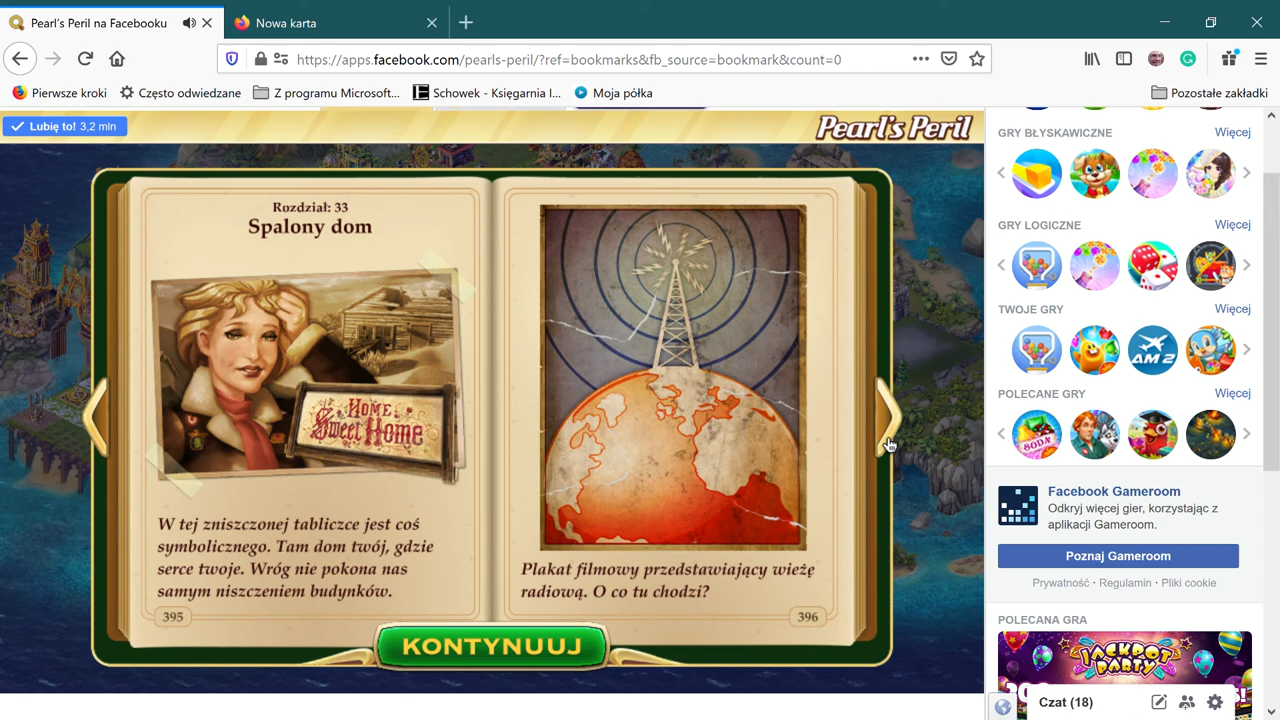 Pearl's Peril na Facebooku
Nowa karta
https://apps.facebook.com/pearls-peril/?ref=bookmarks&fb_source=bookmark&count=0
Pierwsze kroki
Często odwiedzane
Z programu Microsoft...
Schowek - Księgarnia I...
Moja półka
Pozostałe zakładki
Lubię to! 3,2 mln
Pearl's Peril
Rozdział: 33
Spalony dom
HOME
Sweet Home
W tej zniszczonej tabliczce jest coś
symbolicznego. Tam dom twój, gdzie
serce twoje. Wróg nie pokona nas
samym niszczeniem budynków.
395
Plakat filmowy przedstawiający wieżę
radiową. O co tu chodzi?
396
KONTYNUUJ
GRY BŁYSKAWICZNE
Więcej
GRY LOGICZNE
Więcej
TWOJE GRY
Więcej
AM 2
POLECANE GRY
Więcej
SODA
Facebook Gameroom
Odkryj więcej gier, korzystając z
aplikacji Gameroom.
Poznaj Gameroom
Prywatność · Regulamin · Pliki cookie
POLECANA GRA
JACKPOT
PARTY
Czat (18)